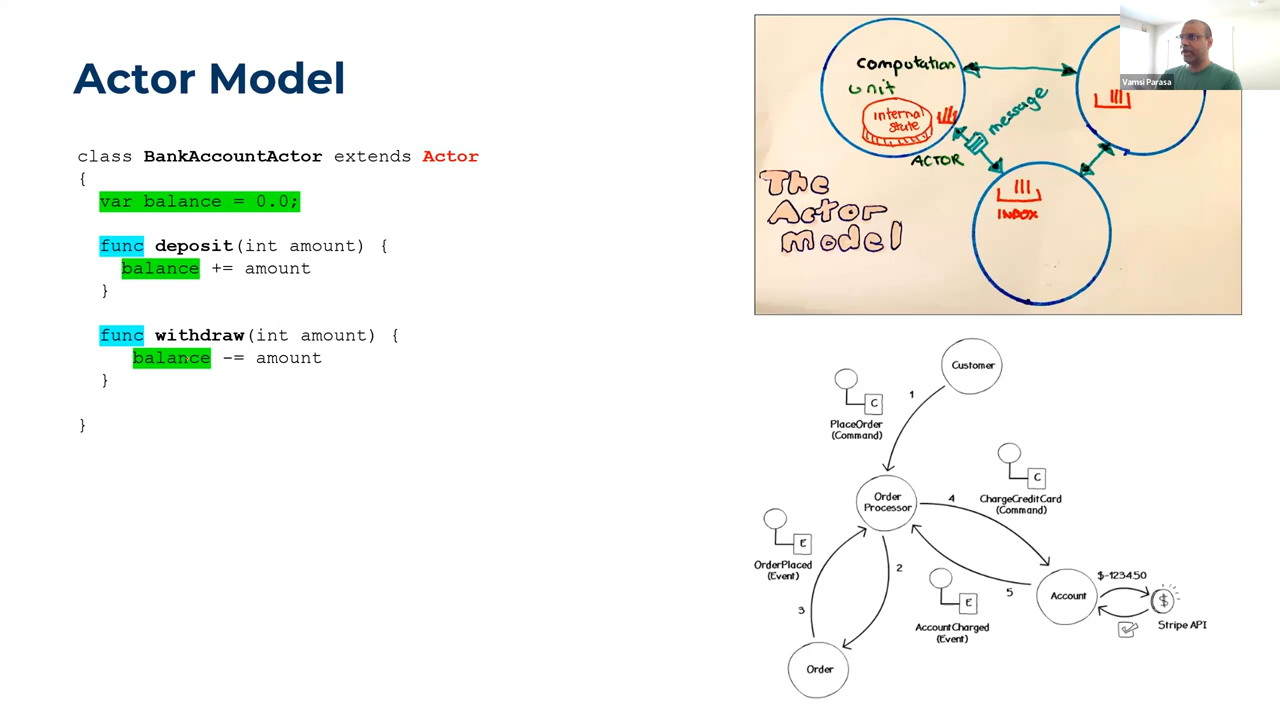 Actor Model
class BankAccountActor extends Actor
{
var balance = 0.0;
func deposit(int amount) {
balance += amount
}
func withdraw(int amount) {
balance -= amount
}
}
computation
unit
internal
state
ACTOR
message
INBOX
The
Actor
model
Vamsi Parasa
Customer
1
C
PlaceOrder
(Command)
Order
Processor
4
C
ChargeCreditCard
(Command)
E
OrderPlaced
(Event)
2
3
5
E
AccountCharged
(Event)
Account
$-1234.50
$
Stripe API
Order